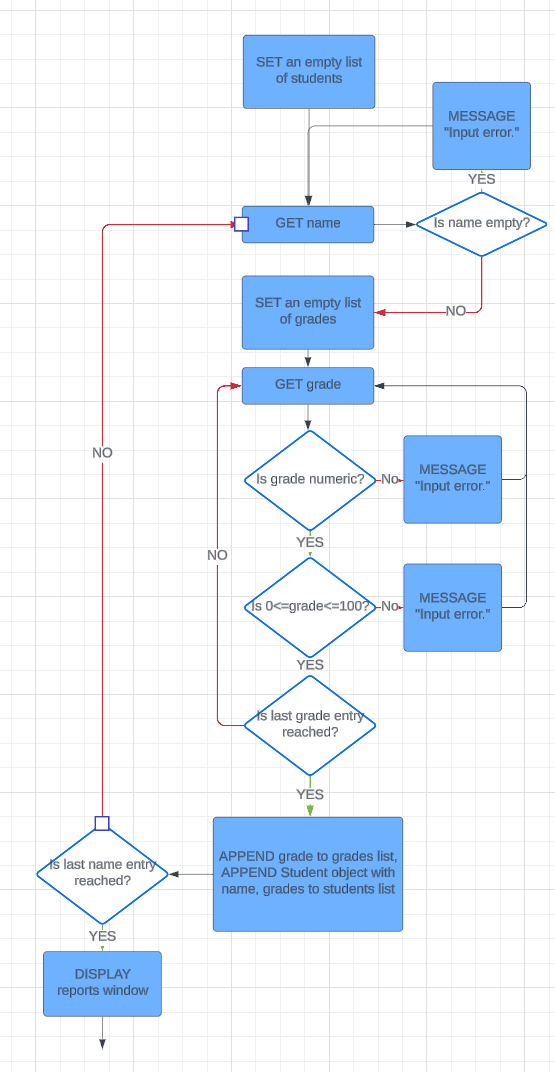 SET an empty list
of students
MESSAGE
"Input error."
YES
GET name
Is name empty?
SET an empty list
of grades
NO
GET grade
NO
Is grade numeric?
No
MESSAGE
"Input error."
YES
NO
Is 0<=grade<=100?
No
MESSAGE
"Input error."
YES
Is last grade entry
reached?
YES
APPEND grade to grades list,
APPEND Student object with
name, grades to students list
Is last name entry
reached?
YES
DISPLAY
reports window